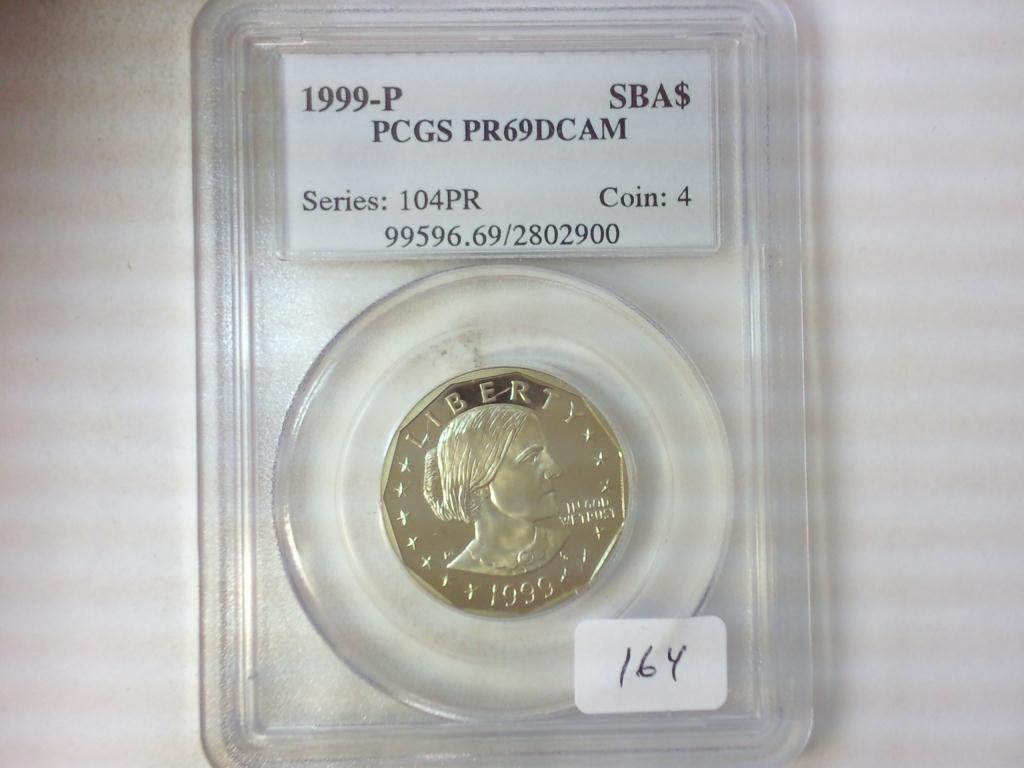 1999-P SBA$
PCGS PR69DCAM
Series: 104PR Coin: 4
99596.69/2802900
LIBERTY
IN GOD
WE TRUST
P
1999
164